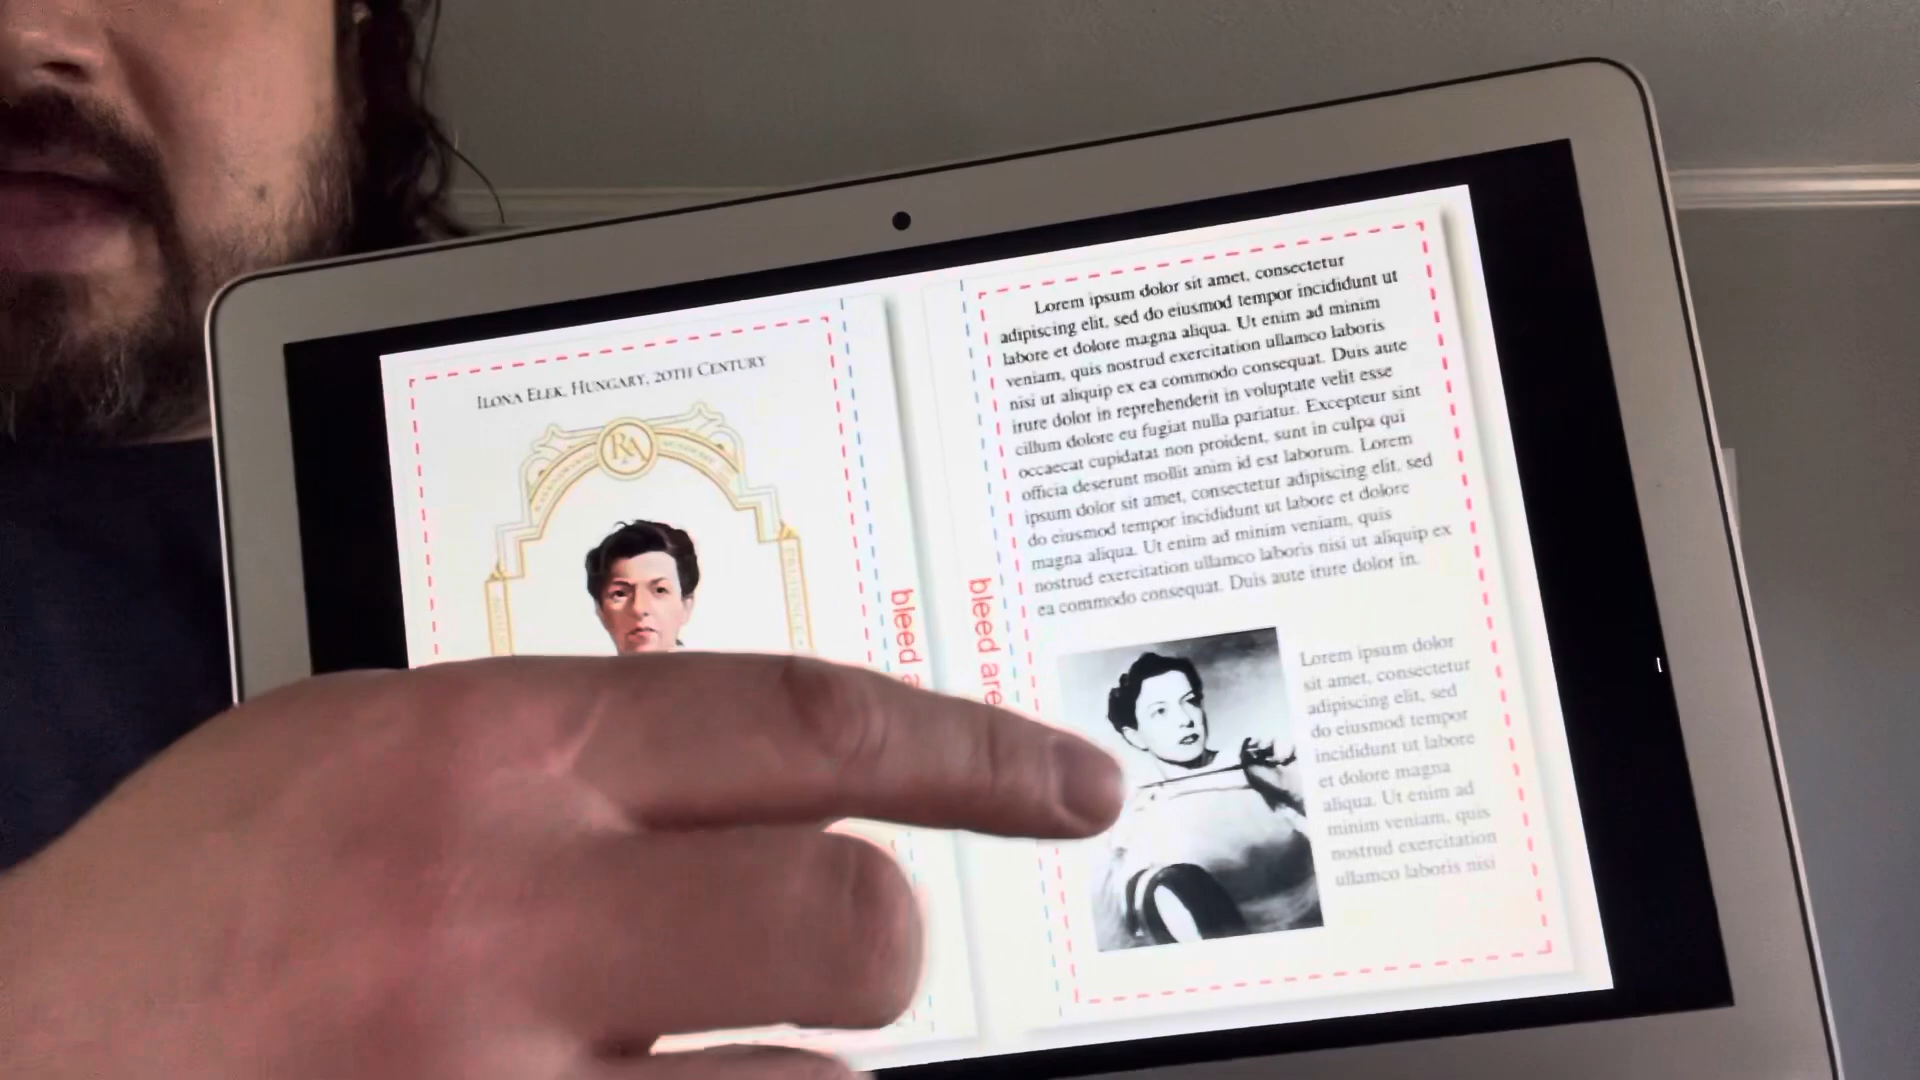 ILONA ELEK, HUNGARY, 20TH CENTURY
RA
PRUDENCE
bleed
bleed are
Lorem ipsum dolor sit amet, consectetur
adipiscing elit, sed do eiusmod tempor incididunt ut
labore et dolore magna aliqua. Ut enim ad minim
veniam, quis nostrud exercitation ullamco laboris
nisi ut aliquip ex ea commodo consequat. Duis aute
irure dolor in reprehenderit in voluptate velit esse
cillum dolore eu fugiat nulla pariatur. Excepteur sint
occaecat cupidatat non proident, sunt in culpa qui
officia deserunt mollit anim id est laborum. Lorem
ipsum dolor sit amet, consectetur adipiscing elit, sed
do eiusmod tempor incididunt ut labore et dolore
magna aliqua. Ut enim ad minim veniam, quis
nostrud exercitation ullamco laboris nisi ut aliquip ex
ea commodo consequat. Duis aute irure dolor in.
Lorem ipsum dolor
sit amet, consectetur
adipiscing elit, sed
do eiusmod tempor
incididunt ut labore
et dolore magna
aliqua. Ut enim ad
minim veniam, quis
nostrud exercitation
ullamco laboris nisi